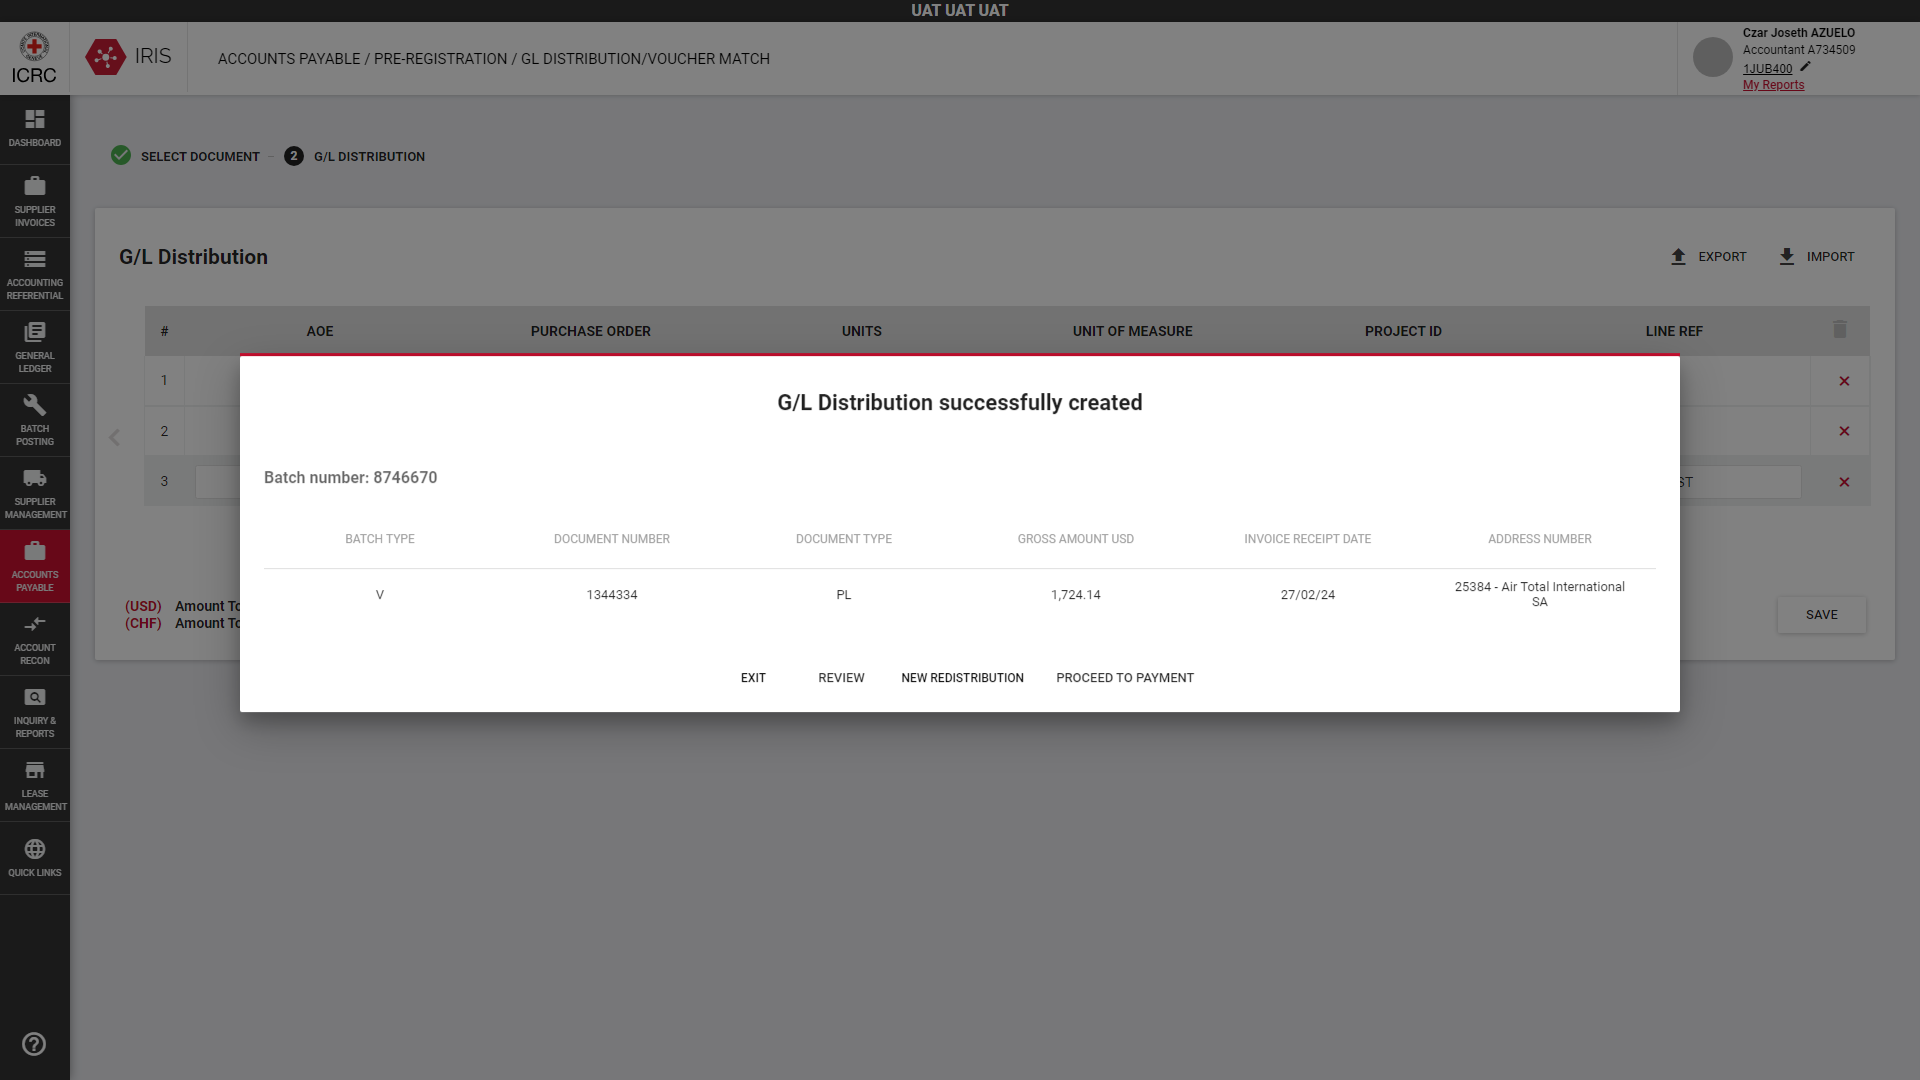 UAT UAT UAT
ICRC
IRIS
ACCOUNTS PAYABLE / PRE-REGISTRATION / GL DISTRIBUTION/VOUCHER MATCH
Czar Joseth AZUELO
Accountant A734509
1JUB400
My Reports
DASHBOARD
SUPPLIER
INVOICES
ACCOUNTING
REFERENTIAL
GENERAL
LEDGER
BATCH
POSTING
SUPPLIER
MANAGEMENT
ACCOUNTS
PAYABLE
ACCOUNT
RECON
INQUIRY &
REPORTS
LEASE
MANAGEMENT
QUICK LINKS
SELECT DOCUMENT
2 G/L DISTRIBUTION
G/L Distribution
EXPORT IMPORT
# AOE PURCHASE ORDER UNITS UNIT OF MEASURE PROJECT ID LINE REF
1
2
3 ST
(USD) Amount To
(CHF) Amount To
SAVE
G/L Distribution successfully created
Batch number: 8746670
BATCH TYPE DOCUMENT NUMBER DOCUMENT TYPE GROSS AMOUNT USD INVOICE RECEIPT DATE ADDRESS NUMBER
V 1344334 PL 1,724.14 27/02/24 25384 - Air Total International
SA
EXIT REVIEW NEW REDISTRIBUTION PROCEED TO PAYMENT